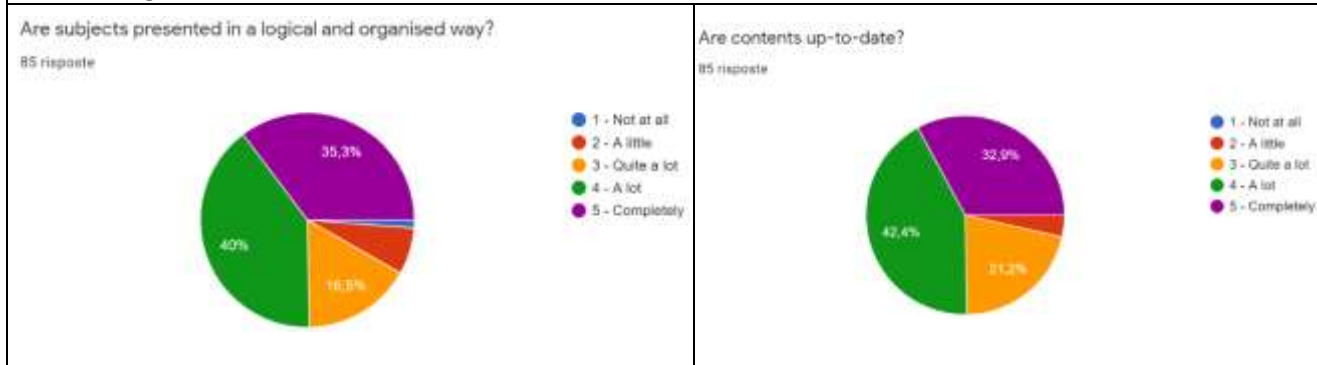 Are subjects presented in a logical and organised way?
85 risposte
35,3%
40%
16,5%
1 - Not at all
2 - A little
3 - Quite a lot
4 - A lot
5 - Completely
Are contents up-to-date?
85 risposte
32,9%
42,4%
21,2%
1 - Not at all
2 - A little
3 - Quite a lot
4 - A lot
5 - Completely